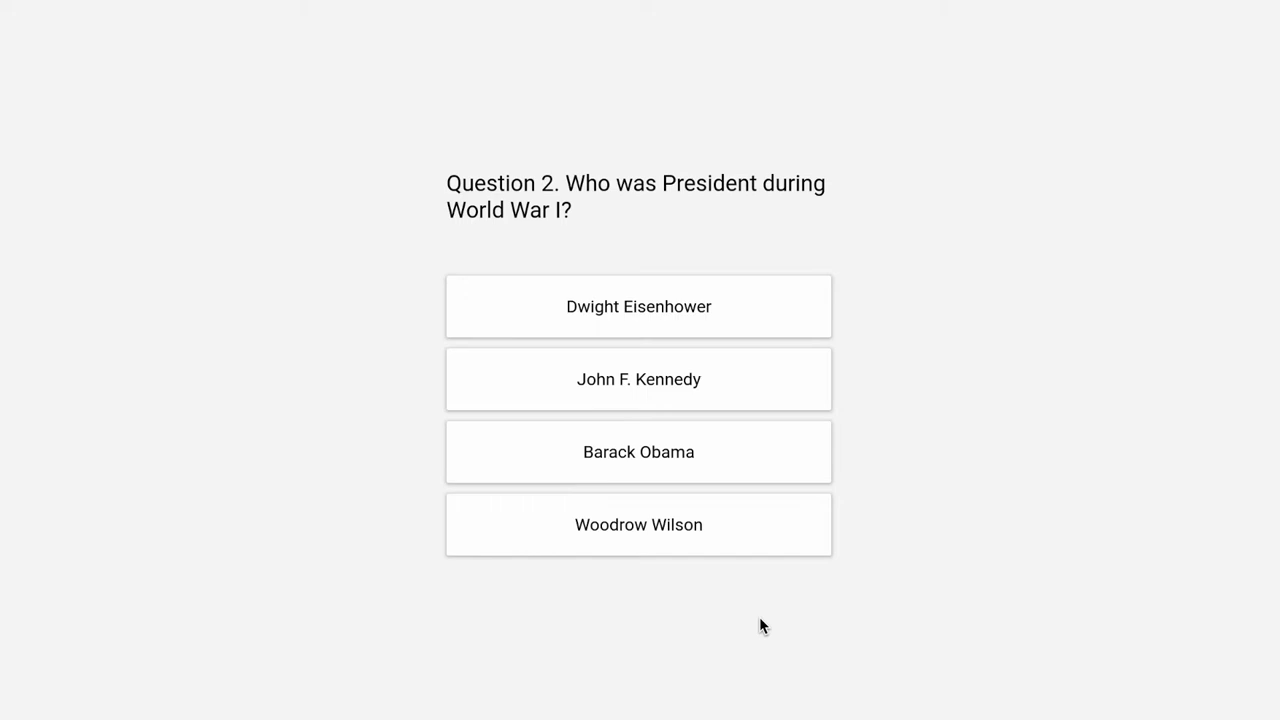 Question 2. Who was President during
World War I?
Dwight Eisenhower
John F. Kennedy
Barack Obama
Woodrow Wilson